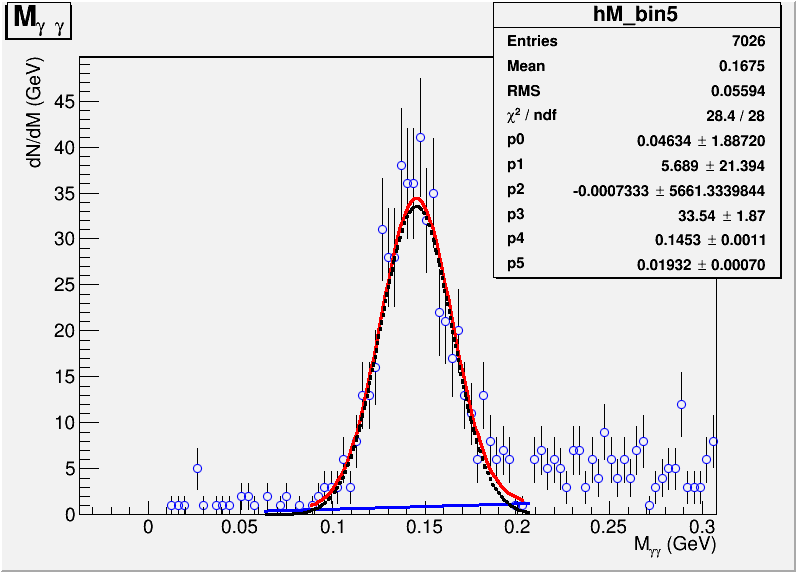 Mγ γ
hM_bin5
Entries 7026
Mean 0.1675
RMS 0.05594
χ² / ndf 28.4 / 28
p0 0.04634 ± 1.88720
p1 5.689 ± 21.394
p2 -0.0007333 ± 5661.3339844
p3 33.54 ± 1.87
p4 0.1453 ± 0.0011
p5 0.01932 ± 0.00070
dN/dM (GeV)
45
40
35
30
25
20
15
10
5
0
0 0.05 0.1 0.15 0.2 0.25 0.3
Mγγ (GeV)